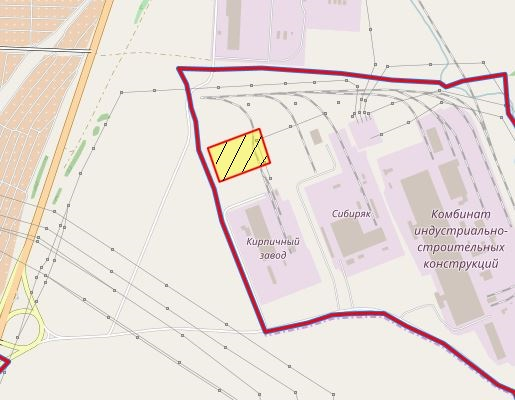 Сибиряк
Кирпичный
завод
Комбинат
индустриально-
строительных
конструкций